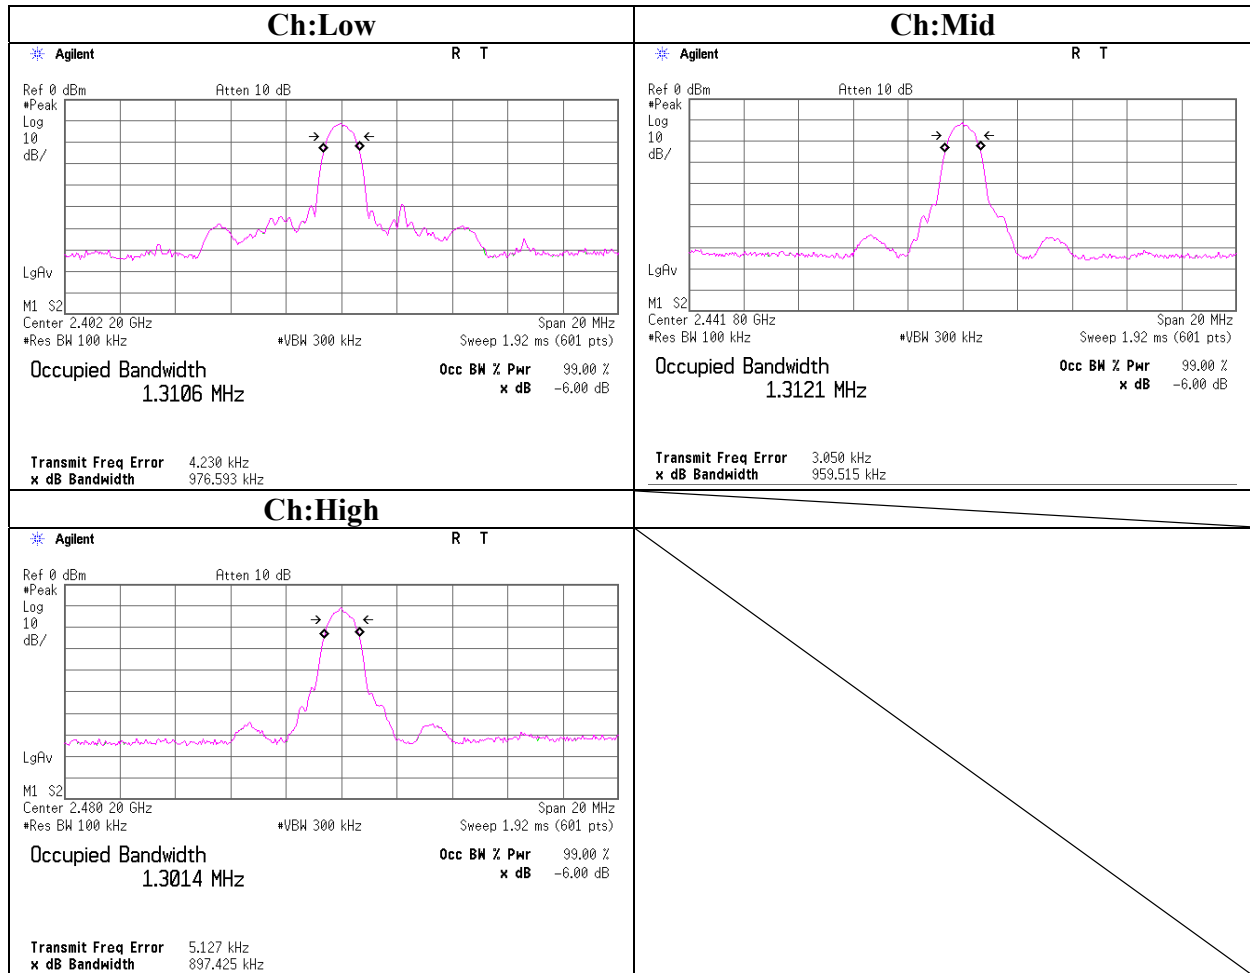 Ch:Low
Agilent R T
Ref 0 dBm Atten 10 dB
#Peak
Log
10
dB/
LgAv
M1 S2
Center 2.402 20 GHz Span 20 MHz
#Res BW 100 kHz #VBW 300 kHz Sweep 1.92 ms (601 pts)
Occupied Bandwidth Occ BW % Pwr 99.00 %
1.3106 MHz x dB -6.00 dB
Transmit Freq Error 4.230 kHz
x dB Bandwidth 976.593 kHz
Ch:Mid
Agilent R T
Ref 0 dBm Atten 10 dB
#Peak
Log
10
dB/
LgAv
M1 S2
Center 2.441 80 GHz Span 20 MHz
#Res BW 100 kHz #VBW 300 kHz Sweep 1.92 ms (601 pts)
Occupied Bandwidth Occ BW % Pwr 99.00 %
1.3121 MHz x dB -6.00 dB
Transmit Freq Error 3.050 kHz
x dB Bandwidth 959.515 kHz
Ch:High
Agilent R T
Ref 0 dBm Atten 10 dB
#Peak
Log
10
dB/
LgAv
M1 S2
Center 2.480 20 GHz Span 20 MHz
#Res BW 100 kHz #VBW 300 kHz Sweep 1.92 ms (601 pts)
Occupied Bandwidth Occ BW % Pwr 99.00 %
1.3014 MHz x dB -6.00 dB
Transmit Freq Error 5.127 kHz
x dB Bandwidth 897.425 kHz